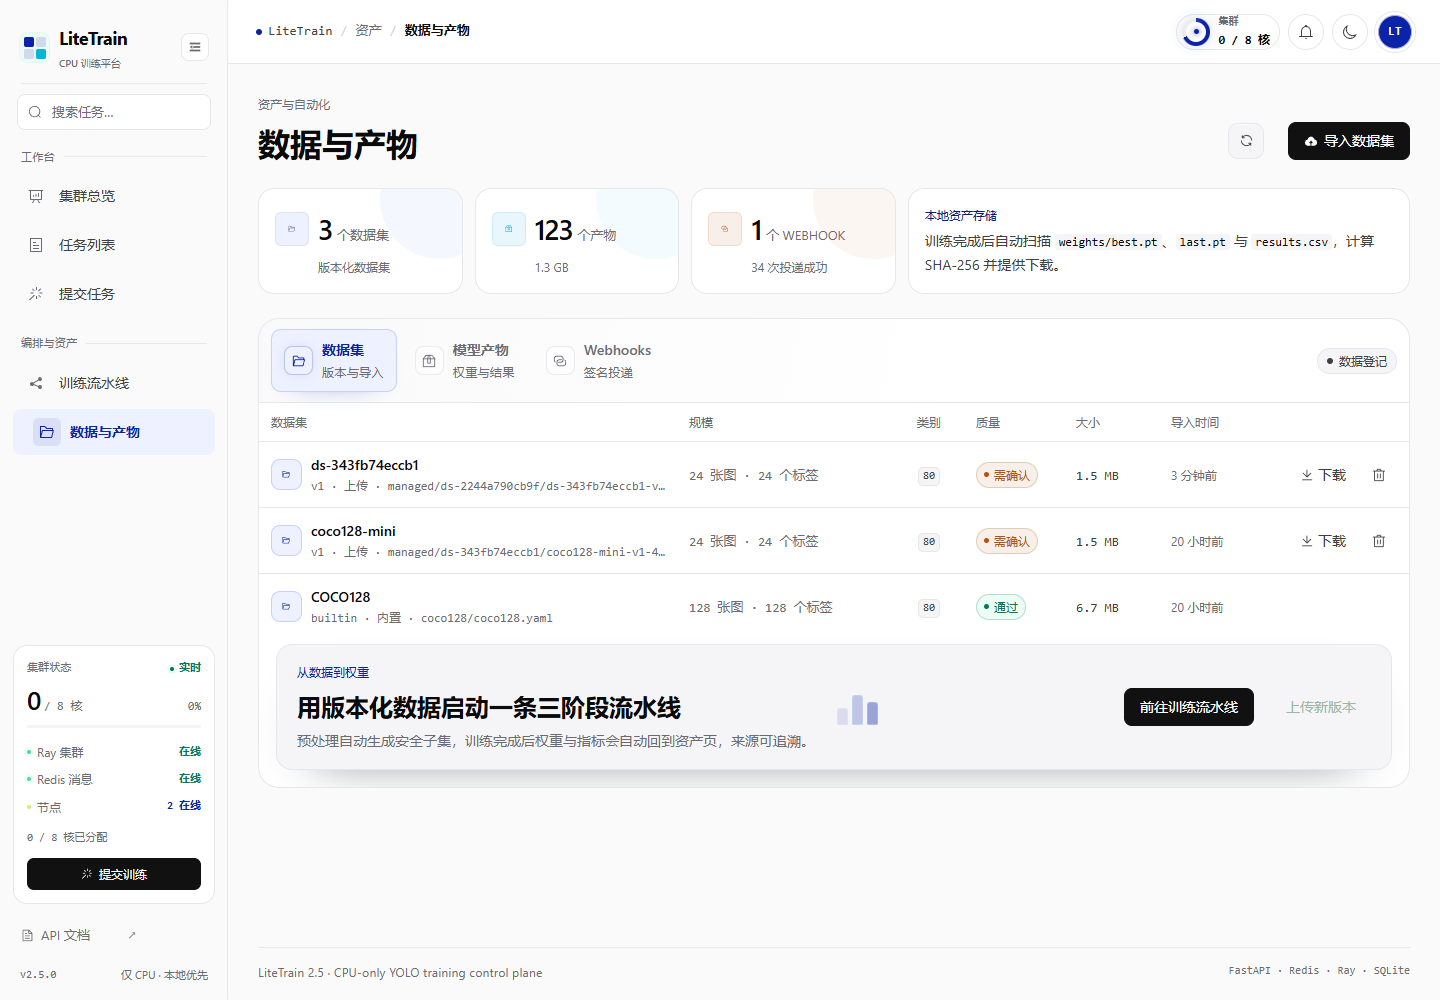 LiteTrain
CPU 训练平台
搜索任务...
工作台
集群总览
任务列表
提交任务
编排与资产
训练流水线
数据与产物
集群状态
实时
0 / 8 核
0%
Ray 集群
在线
Redis 消息
在线
节点
2 在线
0 / 8 核已分配
提交训练
API 文档 ↗
v2.5.0
仅 CPU · 本地优先
LiteTrain / 资产 / 数据与产物
集群
0 / 8 核
LT
资产与自动化
数据与产物
导入数据集
3 个数据集
版本化数据集
123 个产物
1.3 GB
1 个 WEBHOOK
34 次投递成功
本地资产存储
训练完成后自动扫描 weights/best.pt 、 last.pt 与 results.csv，计算
SHA-256 并提供下载。
数据集
版本与导入
模型产物
权重与结果
Webhooks
签名投递
数据登记
数据集 规模 类别 质量 大小 导入时间
ds-343fb74eccb1
v1 · 上传 · managed/ds-2244a790cb9f/ds-343fb74eccb1-v…
24 张图 · 24 个标签
80
需确认
1.5 MB
3 分钟前
下载
coco128-mini
v1 · 上传 · managed/ds-343fb74eccb1/coco128-mini-v1-4…
24 张图 · 24 个标签
80
需确认
1.5 MB
20 小时前
下载
COCO128
builtin · 内置 · coco128/coco128.yaml
128 张图 · 128 个标签
80
通过
6.7 MB
20 小时前
从数据到权重
用版本化数据启动一条三阶段流水线
预处理自动生成安全子集，训练完成后权重与指标会自动回到资产页，来源可追溯。
前往训练流水线
上传新版本
LiteTrain 2.5 · CPU-only YOLO training control plane
FastAPI · Redis · Ray · SQLite